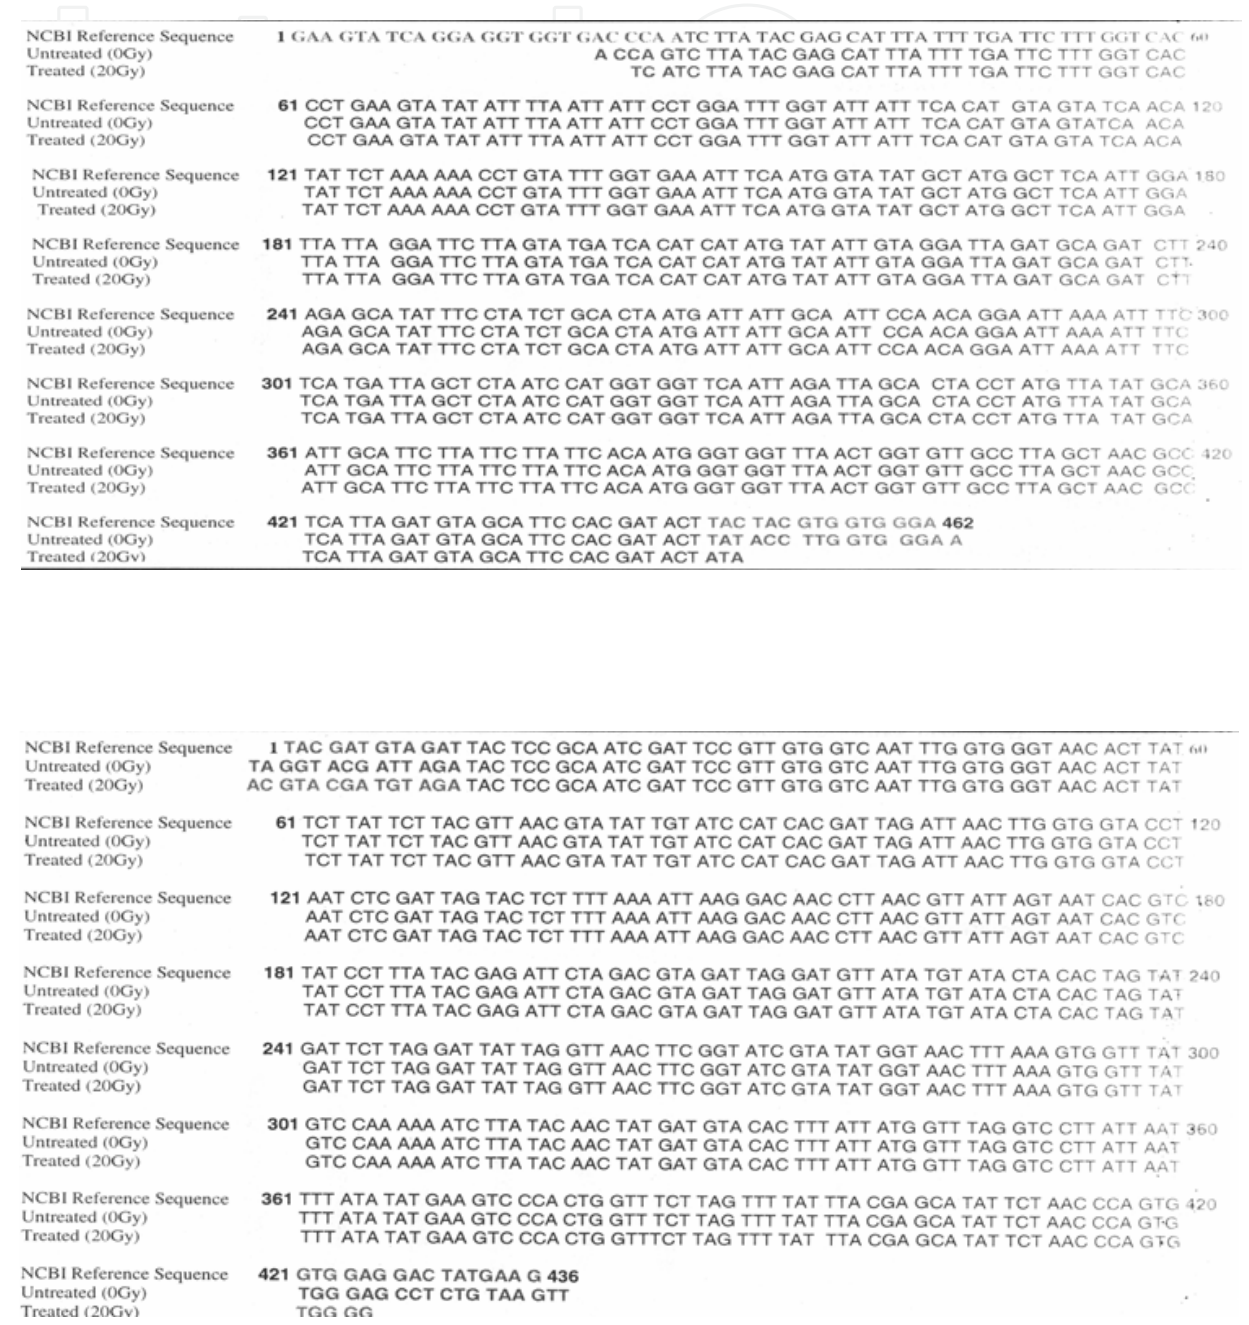 NCBI Reference Sequence 1 GAA GTA TCA GGA GGT GGT GAC CCA ATC TTA TAC GAG CAT TTA TTT TGA TTC TTT GGT CAC 60
Untreated (0Gy) A CCA GTC TTA TAC GAG CAT TTA TTT TGA TTC TTT GGT CAC
Treated (20Gy) TC ATC TTA TAC GAG CAT TTA TTT TGA TTC TTT GGT CAC
NCBI Reference Sequence 61 CCT GAA GTA TAT ATT TTA ATT ATT CCT GGA TTT GGT ATT ATT TCA CAT GTA GTA TCA ACA 120
Untreated (0Gy) CCT GAA GTA TAT ATT TTA ATT ATT CCT GGA TTT GGT ATT ATT TCA CAT GTA GTATCA ACA
Treated (20Gy) CCT GAA GTA TAT ATT TTA ATT ATT CCT GGA TTT GGT ATT ATT TCA CAT GTA GTA TCA ACA
NCBI Reference Sequence 121 TAT TCT AAA AAA CCT GTA TTT GGT GAA ATT TCA ATG GTA TAT GCT ATG GCT TCA ATT GGA 180
Untreated (0Gy) TAT TCT AAA AAA CCT GTA TTT GGT GAA ATT TCA ATG GTA TAT GCT ATG GCT TCA ATT GGA
Treated (20Gy) TAT TCT AAA AAA CCT GTA TTT GGT GAA ATT TCA ATG GTA TAT GCT ATG GCT TCA ATT GGA
NCBI Reference Sequence 181 TTA TTA GGA TTC TTA GTA TGA TCA CAT CAT ATG TAT ATT GTA GGA TTA GAT GCA GAT CTT 240
Untreated (0Gy) TTA TTA GGA TTC TTA GTA TGA TCA CAT CAT ATG TAT ATT GTA GGA TTA GAT GCA GAT CTT
Treated (20Gy) TTA TTA GGA TTC TTA GTA TGA TCA CAT CAT ATG TAT ATT GTA GGA TTA GAT GCA GAT CTT
NCBI Reference Sequence 241 AGA GCA TAT TTC CTA TCT GCA CTA ATG ATT ATT GCA ATT CCA ACA GGA ATT AAA ATT TTC 300
Untreated (0Gy) AGA GCA TAT TTC CTA TCT GCA CTA ATG ATT ATT GCA ATT CCA ACA GGA ATT AAA ATT TTC
Treated (20Gy) AGA GCA TAT TTC CTA TCT GCA CTA ATG ATT ATT GCA ATT CCA ACA GGA ATT AAA ATT TTC
NCBI Reference Sequence 301 TCA TGA TTA GCT CTA ATC CAT GGT GGT TCA ATT AGA TTA GCA CTA CCT ATG TTA TAT GCA 360
Untreated (0Gy) TCA TGA TTA GCT CTA ATC CAT GGT GGT TCA ATT AGA TTA GCA CTA CCT ATG TTA TAT GCA
Treated (20Gy) TCA TGA TTA GCT CTA ATC CAT GGT GGT TCA ATT AGA TTA GCA CTA CCT ATG TTA TAT GCA
NCBI Reference Sequence 361 ATT GCA TTC TTA TTC TTA TTC ACA ATG GGT GGT TTA ACT GGT GTT GCC TTA GCT AAC GCC 420
Untreated (0Gy) ATT GCA TTC TTA TTC TTA TTC ACA ATG GGT GGT TTA ACT GGT GTT GCC TTA GCT AAC GCC
Treated (20Gy) ATT GCA TTC TTA TTC TTA TTC ACA ATG GGT GGT TTA ACT GGT GTT GCC TTA GCT AAC GCC
NCBI Reference Sequence 421 TCA TTA GAT GTA GCA TTC CAC GAT ACT TAC TAC GTG GTG GGA 462
Untreated (0Gy) TCA TTA GAT GTA GCA TTC CAC GAT ACT TAT ACC TTG GTG GGA A
Treated (20Gy) TCA TTA GAT GTA GCA TTC CAC GAT ACT ATA
NCBI Reference Sequence 1 TAC GAT GTA GAT TAC TCC GCA ATC GAT TCC GTT GTG GTC AAT TTG GTG GGT AAC ACT TAT 60
Untreated (0Gy) TA GGT ACG ATT AGA TAC TCC GCA ATC GAT TCC GTT GTG GTC AAT TTG GTG GGT AAC ACT TAT
Treated (20Gy) AC GTA CGA TGT AGA TAC TCC GCA ATC GAT TCC GTT GTG GTC AAT TTG GTG GGT AAC ACT TAT
NCBI Reference Sequence 61 TCT TAT TCT TAC GTT AAC GTA TAT TGT ATC CAT CAC GAT TAG ATT AAC TTG GTG GTA CCT 120
Untreated (0Gy) TCT TAT TCT TAC GTT AAC GTA TAT TGT ATC CAT CAC GAT TAG ATT AAC TTG GTG GTA CCT
Treated (20Gy) TCT TAT TCT TAC GTT AAC GTA TAT TGT ATC CAT CAC GAT TAG ATT AAC TTG GTG GTA CCT
NCBI Reference Sequence 121 AAT CTC GAT TAG TAC TCT TTT AAA ATT AAG GAC AAC CTT AAC GTT ATT AGT AAT CAC GTC 180
Untreated (0Gy) AAT CTC GAT TAG TAC TCT TTT AAA ATT AAG GAC AAC CTT AAC GTT ATT AGT AAT CAC GTC
Treated (20Gy) AAT CTC GAT TAG TAC TCT TTT AAA ATT AAG GAC AAC CTT AAC GTT ATT AGT AAT CAC GTC
NCBI Reference Sequence 181 TAT CCT TTA TAC GAG ATT CTA GAC GTA GAT TAG GAT GTT ATA TGT ATA CTA CAC TAG TAT 240
Untreated (0Gy) TAT CCT TTA TAC GAG ATT CTA GAC GTA GAT TAG GAT GTT ATA TGT ATA CTA CAC TAG TAT
Treated (20Gy) TAT CCT TTA TAC GAG ATT CTA GAC GTA GAT TAG GAT GTT ATA TGT ATA CTA CAC TAG TAT
NCBI Reference Sequence 241 GAT TCT TAG GAT TAT TAG GTT AAC TTC GGT ATC GTA TAT GGT AAC TTT AAA GTG GTT TAT 300
Untreated (0Gy) GAT TCT TAG GAT TAT TAG GTT AAC TTC GGT ATC GTA TAT GGT AAC TTT AAA GTG GTT TAT
Treated (20Gy) GAT TCT TAG GAT TAT TAG GTT AAC TTC GGT ATC GTA TAT GGT AAC TTT AAA GTG GTT TAT
NCBI Reference Sequence 301 GTC CAA AAA ATC TTA TAC AAC TAT GAT GTA CAC TTT ATT ATG GTT TAG GTC CTT ATT AAT 360
Untreated (0Gy) GTC CAA AAA ATC TTA TAC AAC TAT GAT GTA CAC TTT ATT ATG GTT TAG GTC CTT ATT AAT
Treated (20Gy) GTC CAA AAA ATC TTA TAC AAC TAT GAT GTA CAC TTT ATT ATG GTT TAG GTC CTT ATT AAT
NCBI Reference Sequence 361 TTT ATA TAT GAA GTC CCA CTG GTT TCT TAG TTT TAT TTA CGA GCA TAT TCT AAC CCA GTG 420
Untreated (0Gy) TTT ATA TAT GAA GTC CCA CTG GTT TCT TAG TTT TAT TTA CGA GCA TAT TCT AAC CCA GTG
Treated (20Gy) TTT ATA TAT GAA GTC CCA CTG GTTTCT TAG TTT TAT TTA CGA GCA TAT TCT AAC CCA GTG
NCBI Reference Sequence 421 GTG GAG GAC TATGAA G 436
Untreated (0Gy) TGG GAG CCT CTG TAA GTT
Treated (20Gy) TGG GG